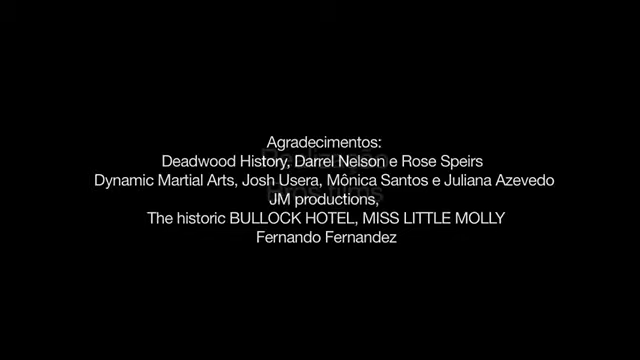 Agradecimentos:
Deadwood History, Darrel Nelson e Rose Speirs
Dynamic Martial Arts, Josh Usera, Mônica Santos e Juliana Azevedo
JM productions,
The historic BULLOCK HOTEL, MISS LITTLE MOLLY
Fernando Fernandez